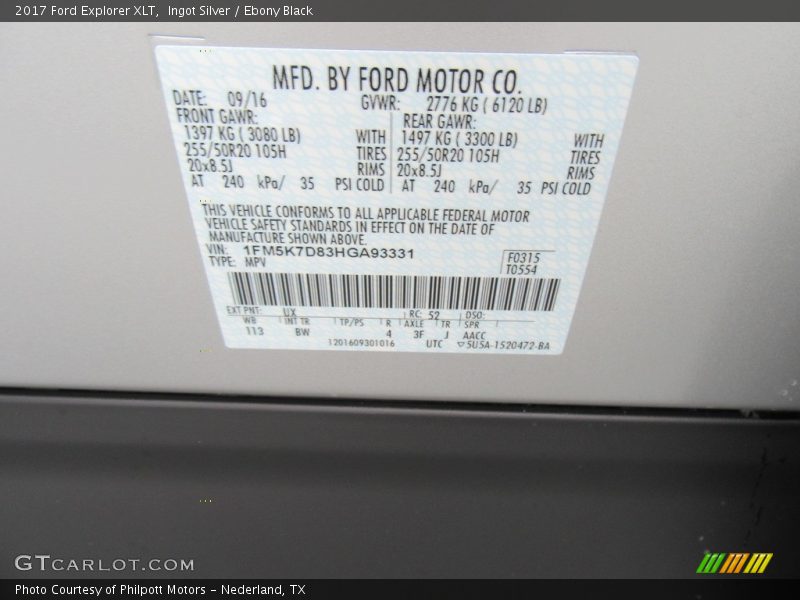 2017 Ford Explorer XLT, Ingot Silver / Ebony Black
MFD. BY FORD MOTOR CO.
DATE: 09/16 GVWR: 2776 KG ( 6120 LB)
FRONT GAWR: REAR GAWR:
1397 KG ( 3080 LB) WITH 1497 KG ( 3300 LB) WITH
255/50R20 105H TIRES 255/50R20 105H TIRES
20x8.5J RIMS 20x8.5J RIMS
AT 240 kPa/ 35 PSI COLD AT 240 kPa/ 35 PSI COLD
THIS VEHICLE CONFORMS TO ALL APPLICABLE FEDERAL MOTOR
VEHICLE SAFETY STANDARDS IN EFFECT ON THE DATE OF
MANUFACTURE SHOWN ABOVE.
VIN: 1FM5K7D83HGA93331
TYPE: MPV
F0315
T0554
EXT PNT: UX RC: 52 DSO:
WB INT TR TP/PS R AXLE TR SPR
113 BW 4 3F J AACC
1201609301016 UTC ▽5U5A-1520472-BA
GTCARLOT.COM
Photo Courtesy of Philpott Motors - Nederland, TX